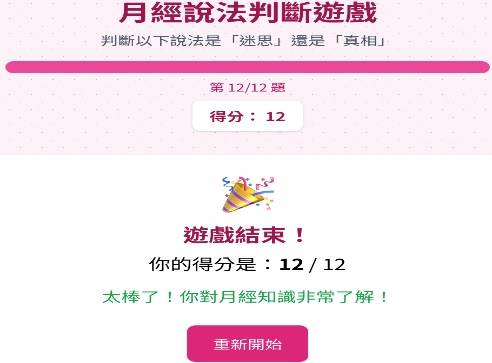 月經說法判斷遊戲
判斷以下說法是「迷思」還是「真相」
第 12/12 題
得分： 12
遊戲結束！
你的得分是：12 / 12
太棒了！你對月經知識非常了解！
重新開始